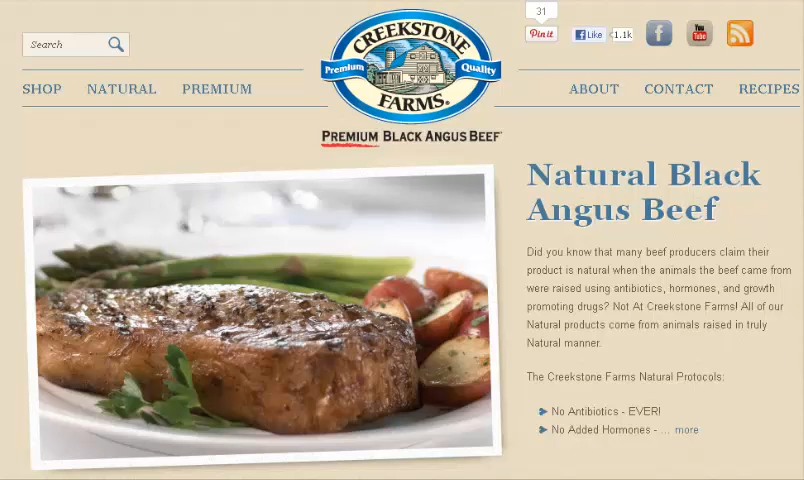 31
Pin it
Like
1.1k
Search
CREEKSTONE
Premium Quality
FARMS®
PREMIUM BLACK ANGUS BEEF™
SHOP NATURAL PREMIUM
ABOUT CONTACT RECIPES
f
You Tube
Natural Black
Angus Beef
Did you know that many beef producers claim their
product is natural when the animals the beef came from
were raised using antibiotics, hormones, and growth
promoting drugs? Not At Creekstone Farms! All of our
Natural products come from animals raised in truly
Natural manner.
The Creekstone Farms Natural Protocols:
No Antibiotics - EVER!
No Added Hormones - ... more